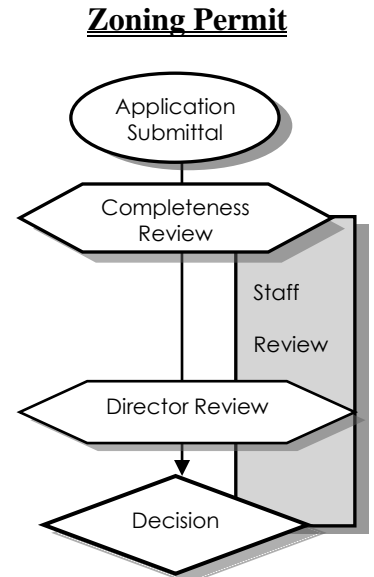 Zoning Permit
Application
Submittal
Completeness
Review
Staff
Review
Director Review
Decision